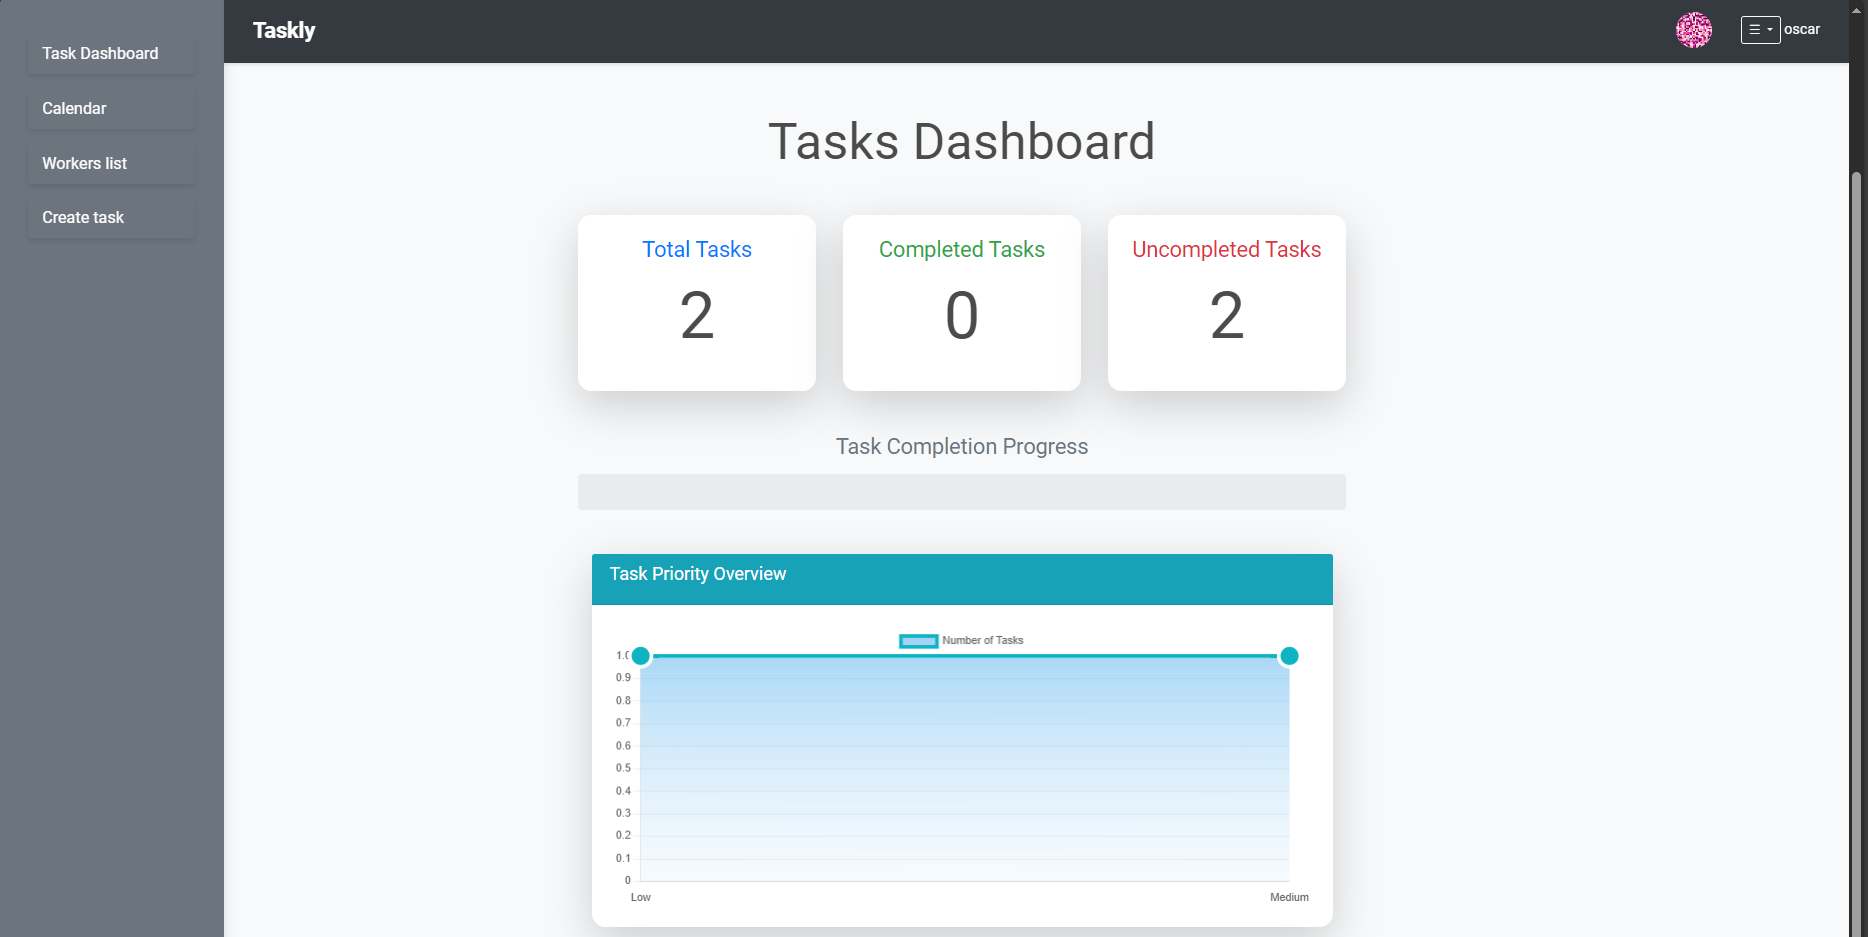 Taskly
oscar
Task Dashboard
Calendar
Workers list
Create task
Tasks Dashboard
Total Tasks
2
Completed Tasks
0
Uncompleted Tasks
2
Task Completion Progress
Task Priority Overview
Number of Tasks
1.0
0.9
0.8
0.7
0.6
0.5
0.4
0.3
0.2
0.1
0
Low
Medium